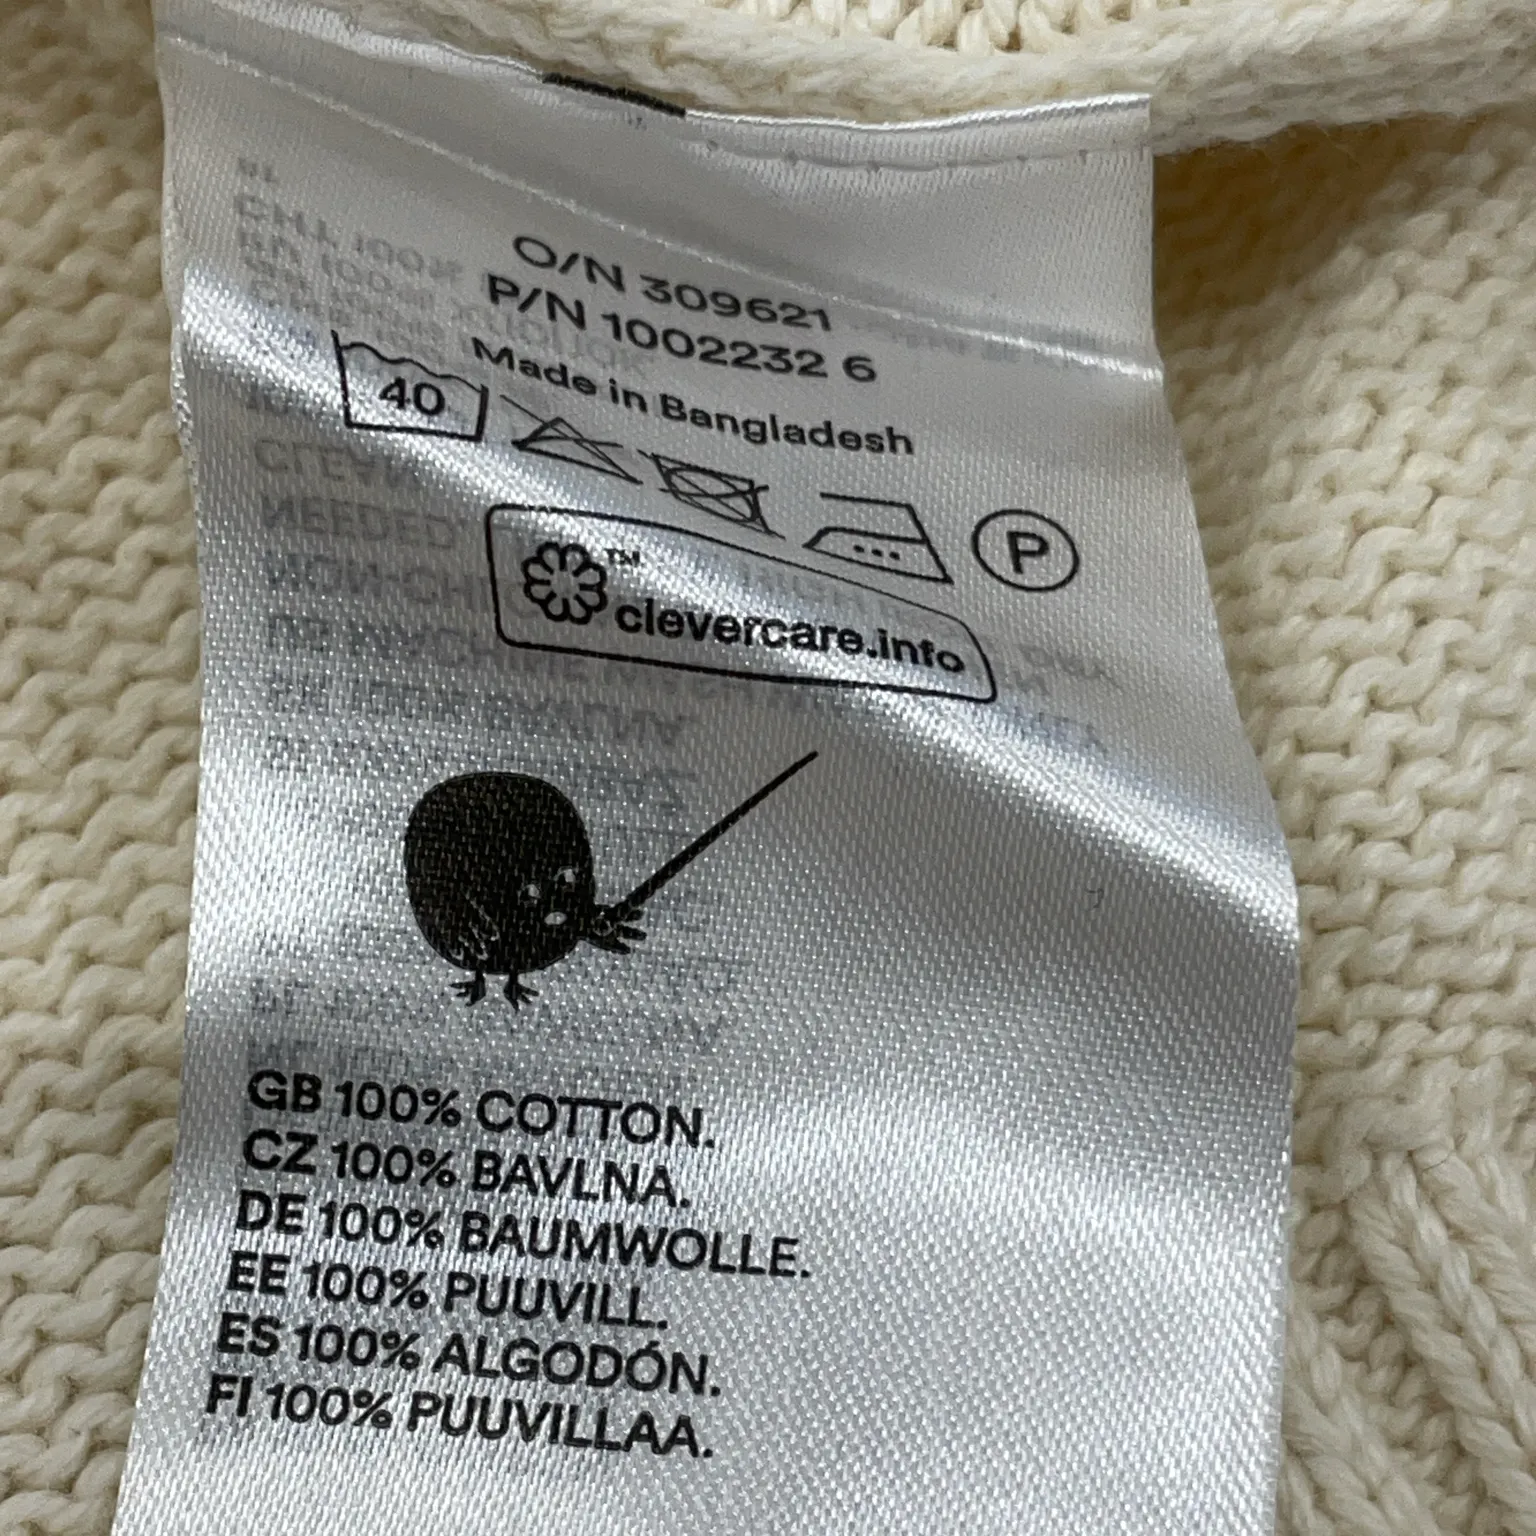 O/N 309621
P/N 1002232 6
Made in Bangladesh
40
P
™
clevercare.info
GB 100% COTTON.
CZ 100% BAVLNA.
DE 100% BAUMWOLLE.
EE 100% PUUVILL.
ES 100% ALGODÓN.
FI 100% PUUVILLAA.